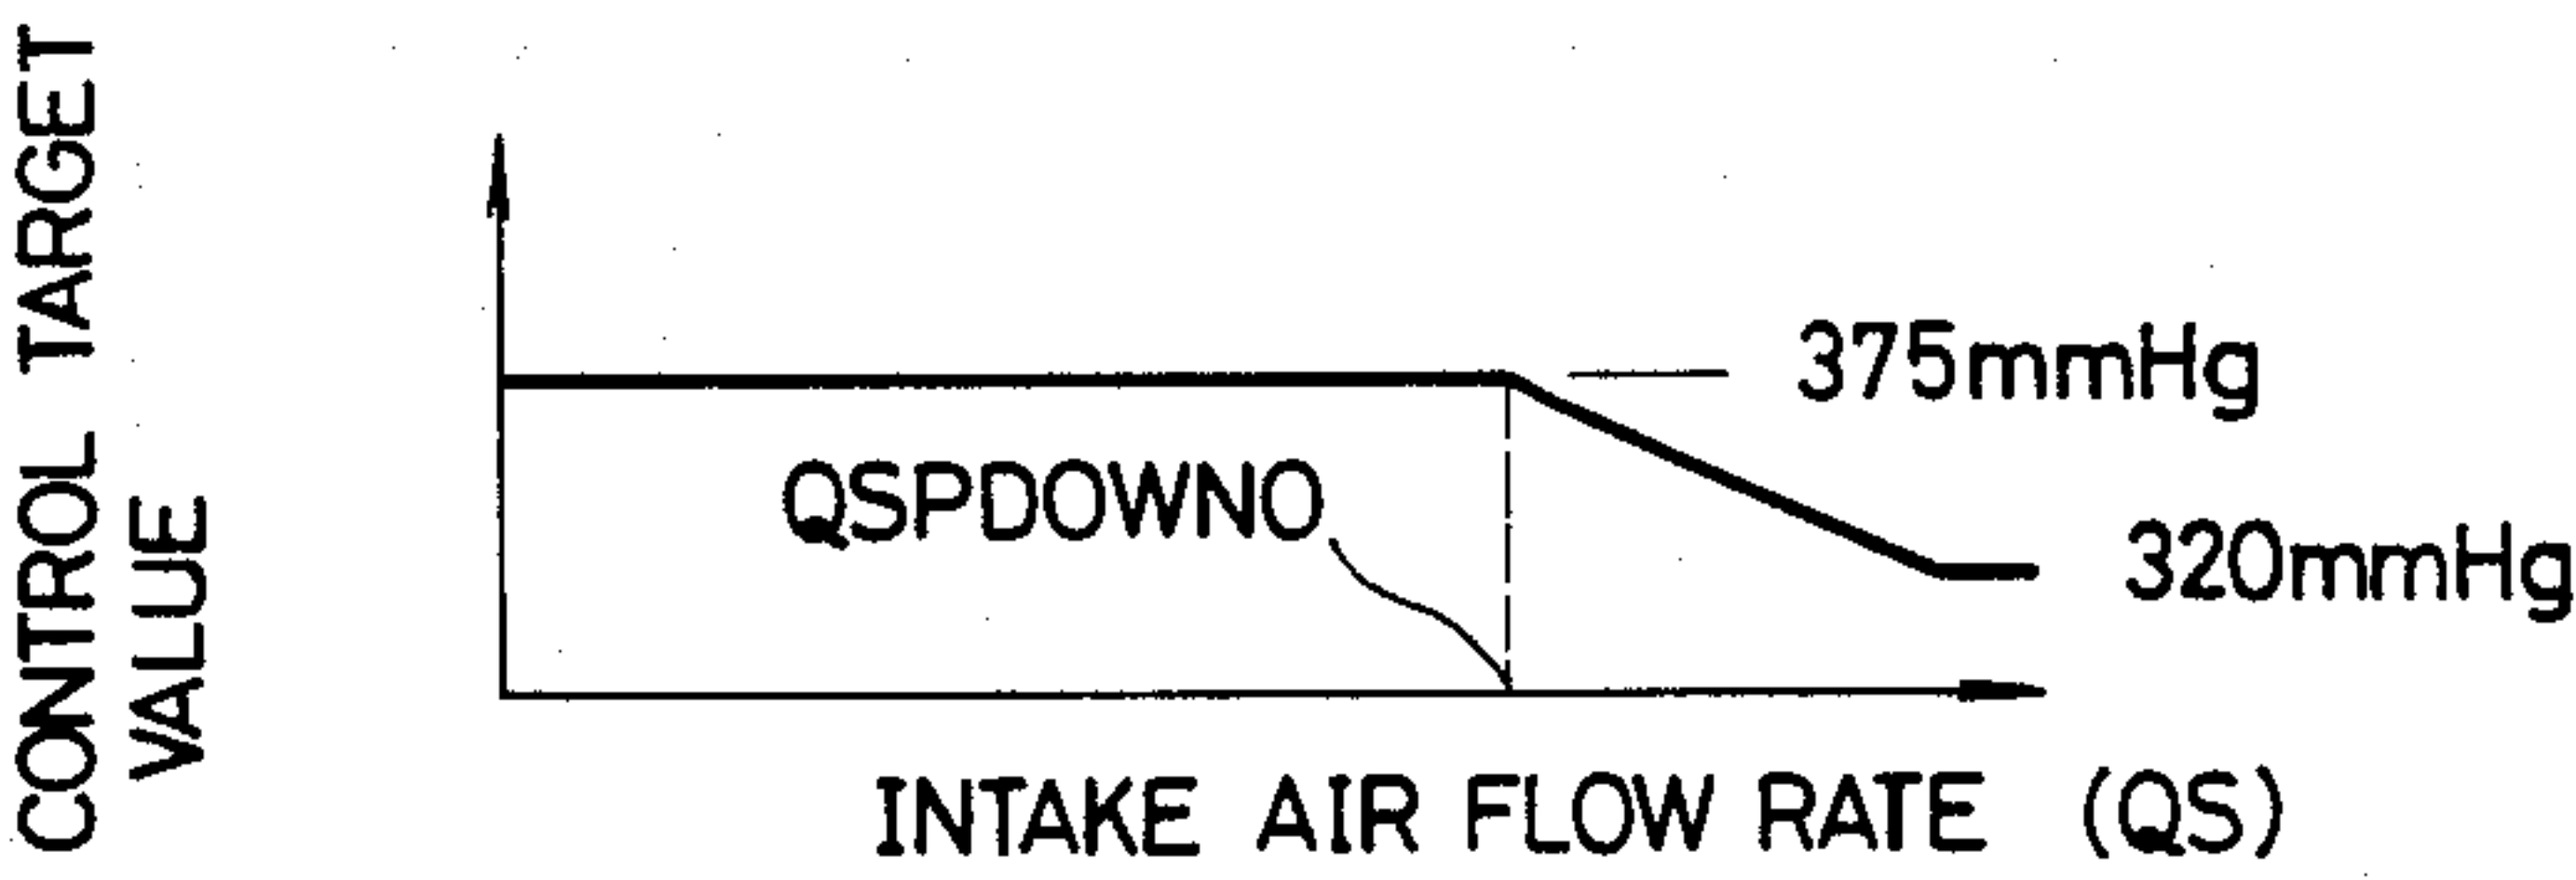 CONTROL TARGET
VALUE
375mmHg
QSPDOWNO
320mmHg
INTAKE AIR FLOW RATE (QS)